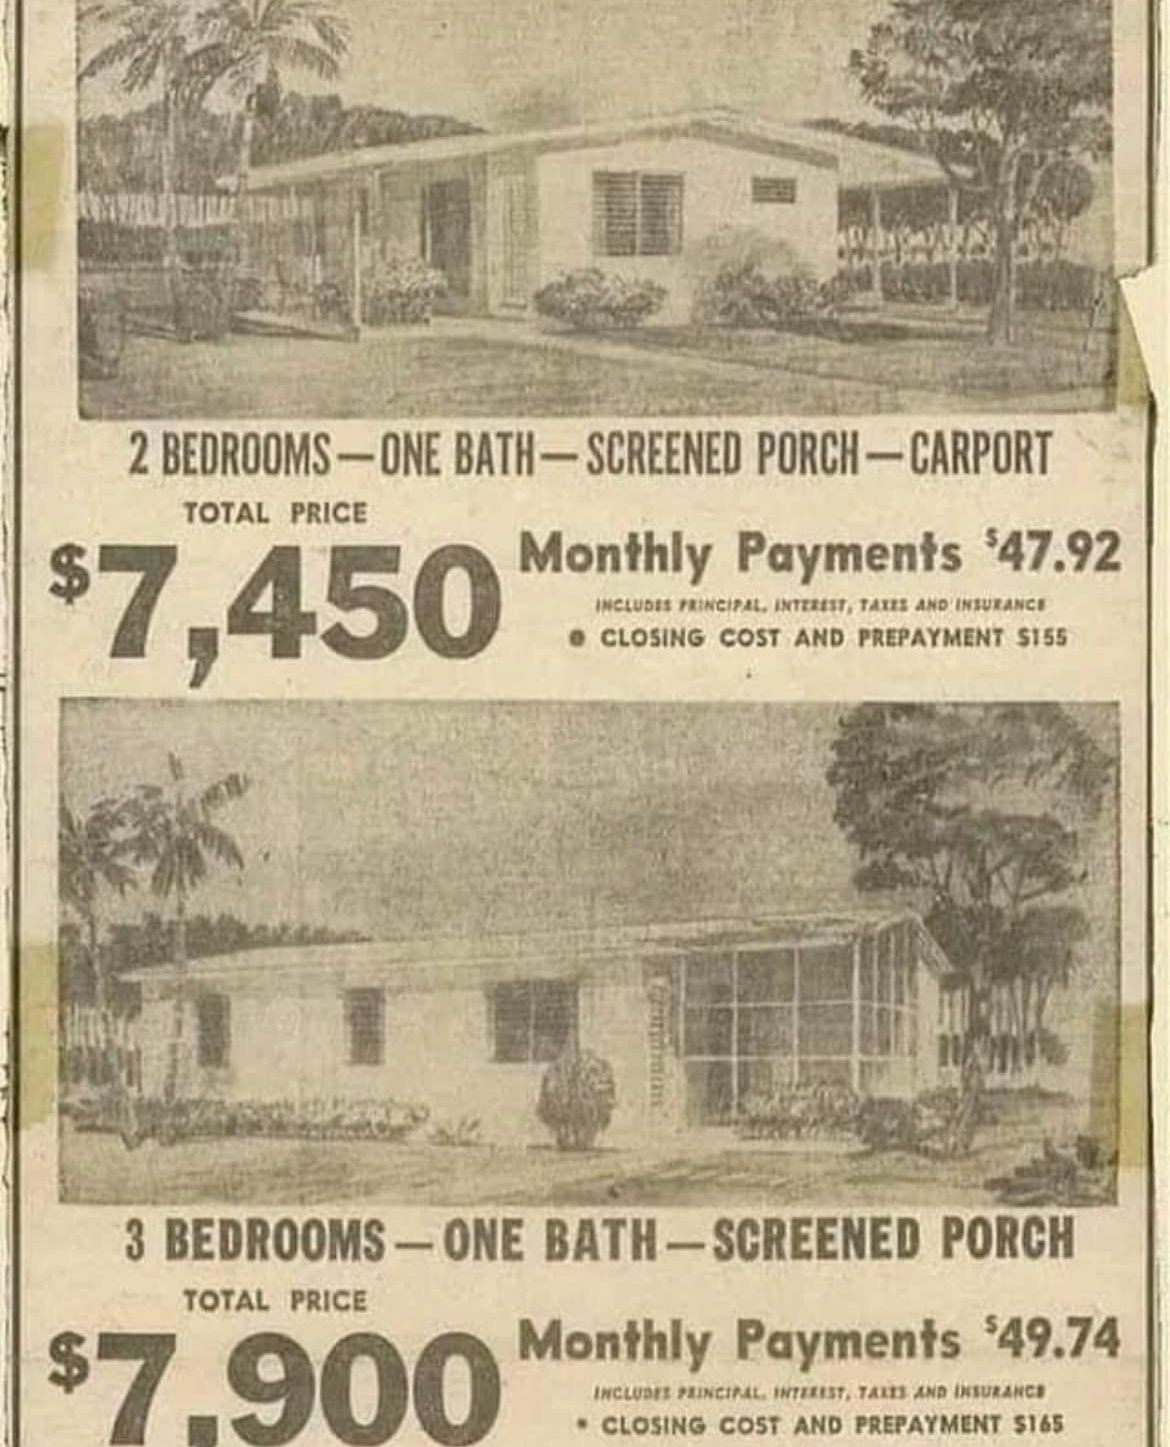 2 BEDROOMS—ONE BATH—SCREENED PORCH—CARPORT
TOTAL PRICE
$7,450
Monthly Payments $47.92
INCLUDES PRINCIPAL, INTEREST, TAXES AND INSURANCE
● CLOSING COST AND PREPAYMENT $155
3 BEDROOMS—ONE BATH—SCREENED PORCH
TOTAL PRICE
$7,900
Monthly Payments $49.74
INCLUDES PRINCIPAL, INTEREST, TAXES AND INSURANCE
• CLOSING COST AND PREPAYMENT $165